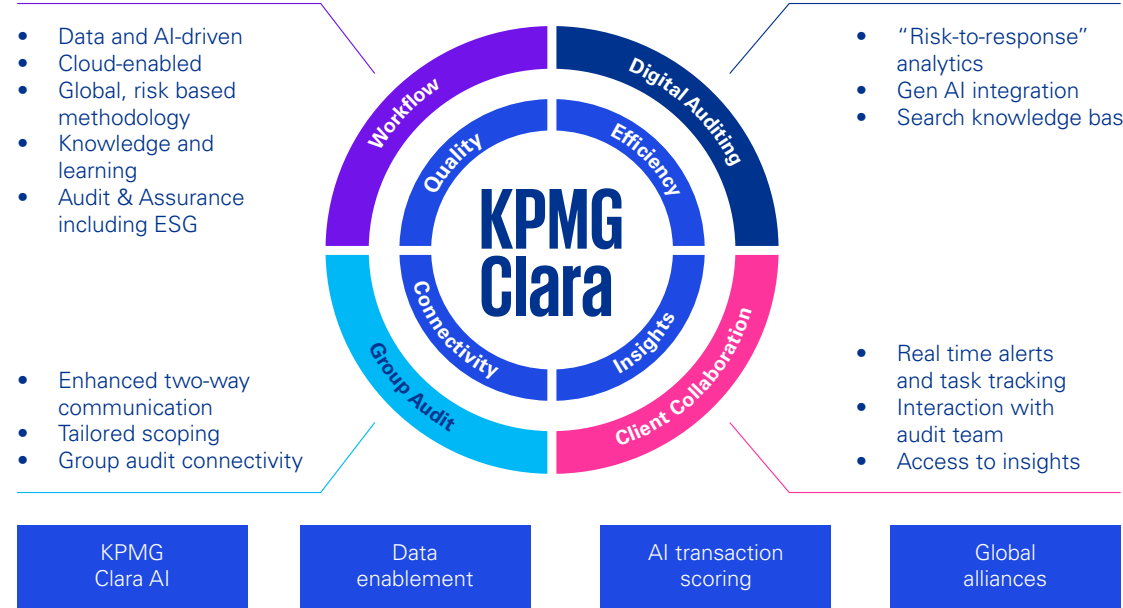 • Data and AI-driven
• Cloud-enabled
• Global, risk based
methodology
• Knowledge and
learning
• Audit & Assurance
including ESG
• “Risk-to-response”
analytics
• Gen AI integration
• Search knowledge bas
Workflow
Digital Auditing
Quality
Efficiency
KPMG
Clara
Connectivity
Insights
Group Audit
Client Collaboration
• Enhanced two-way
communication
• Tailored scoping
• Group audit connectivity
• Real time alerts
and task tracking
• Interaction with
audit team
• Access to insights
KPMG
Clara AI
Data
enablement
AI transaction
scoring
Global
alliances